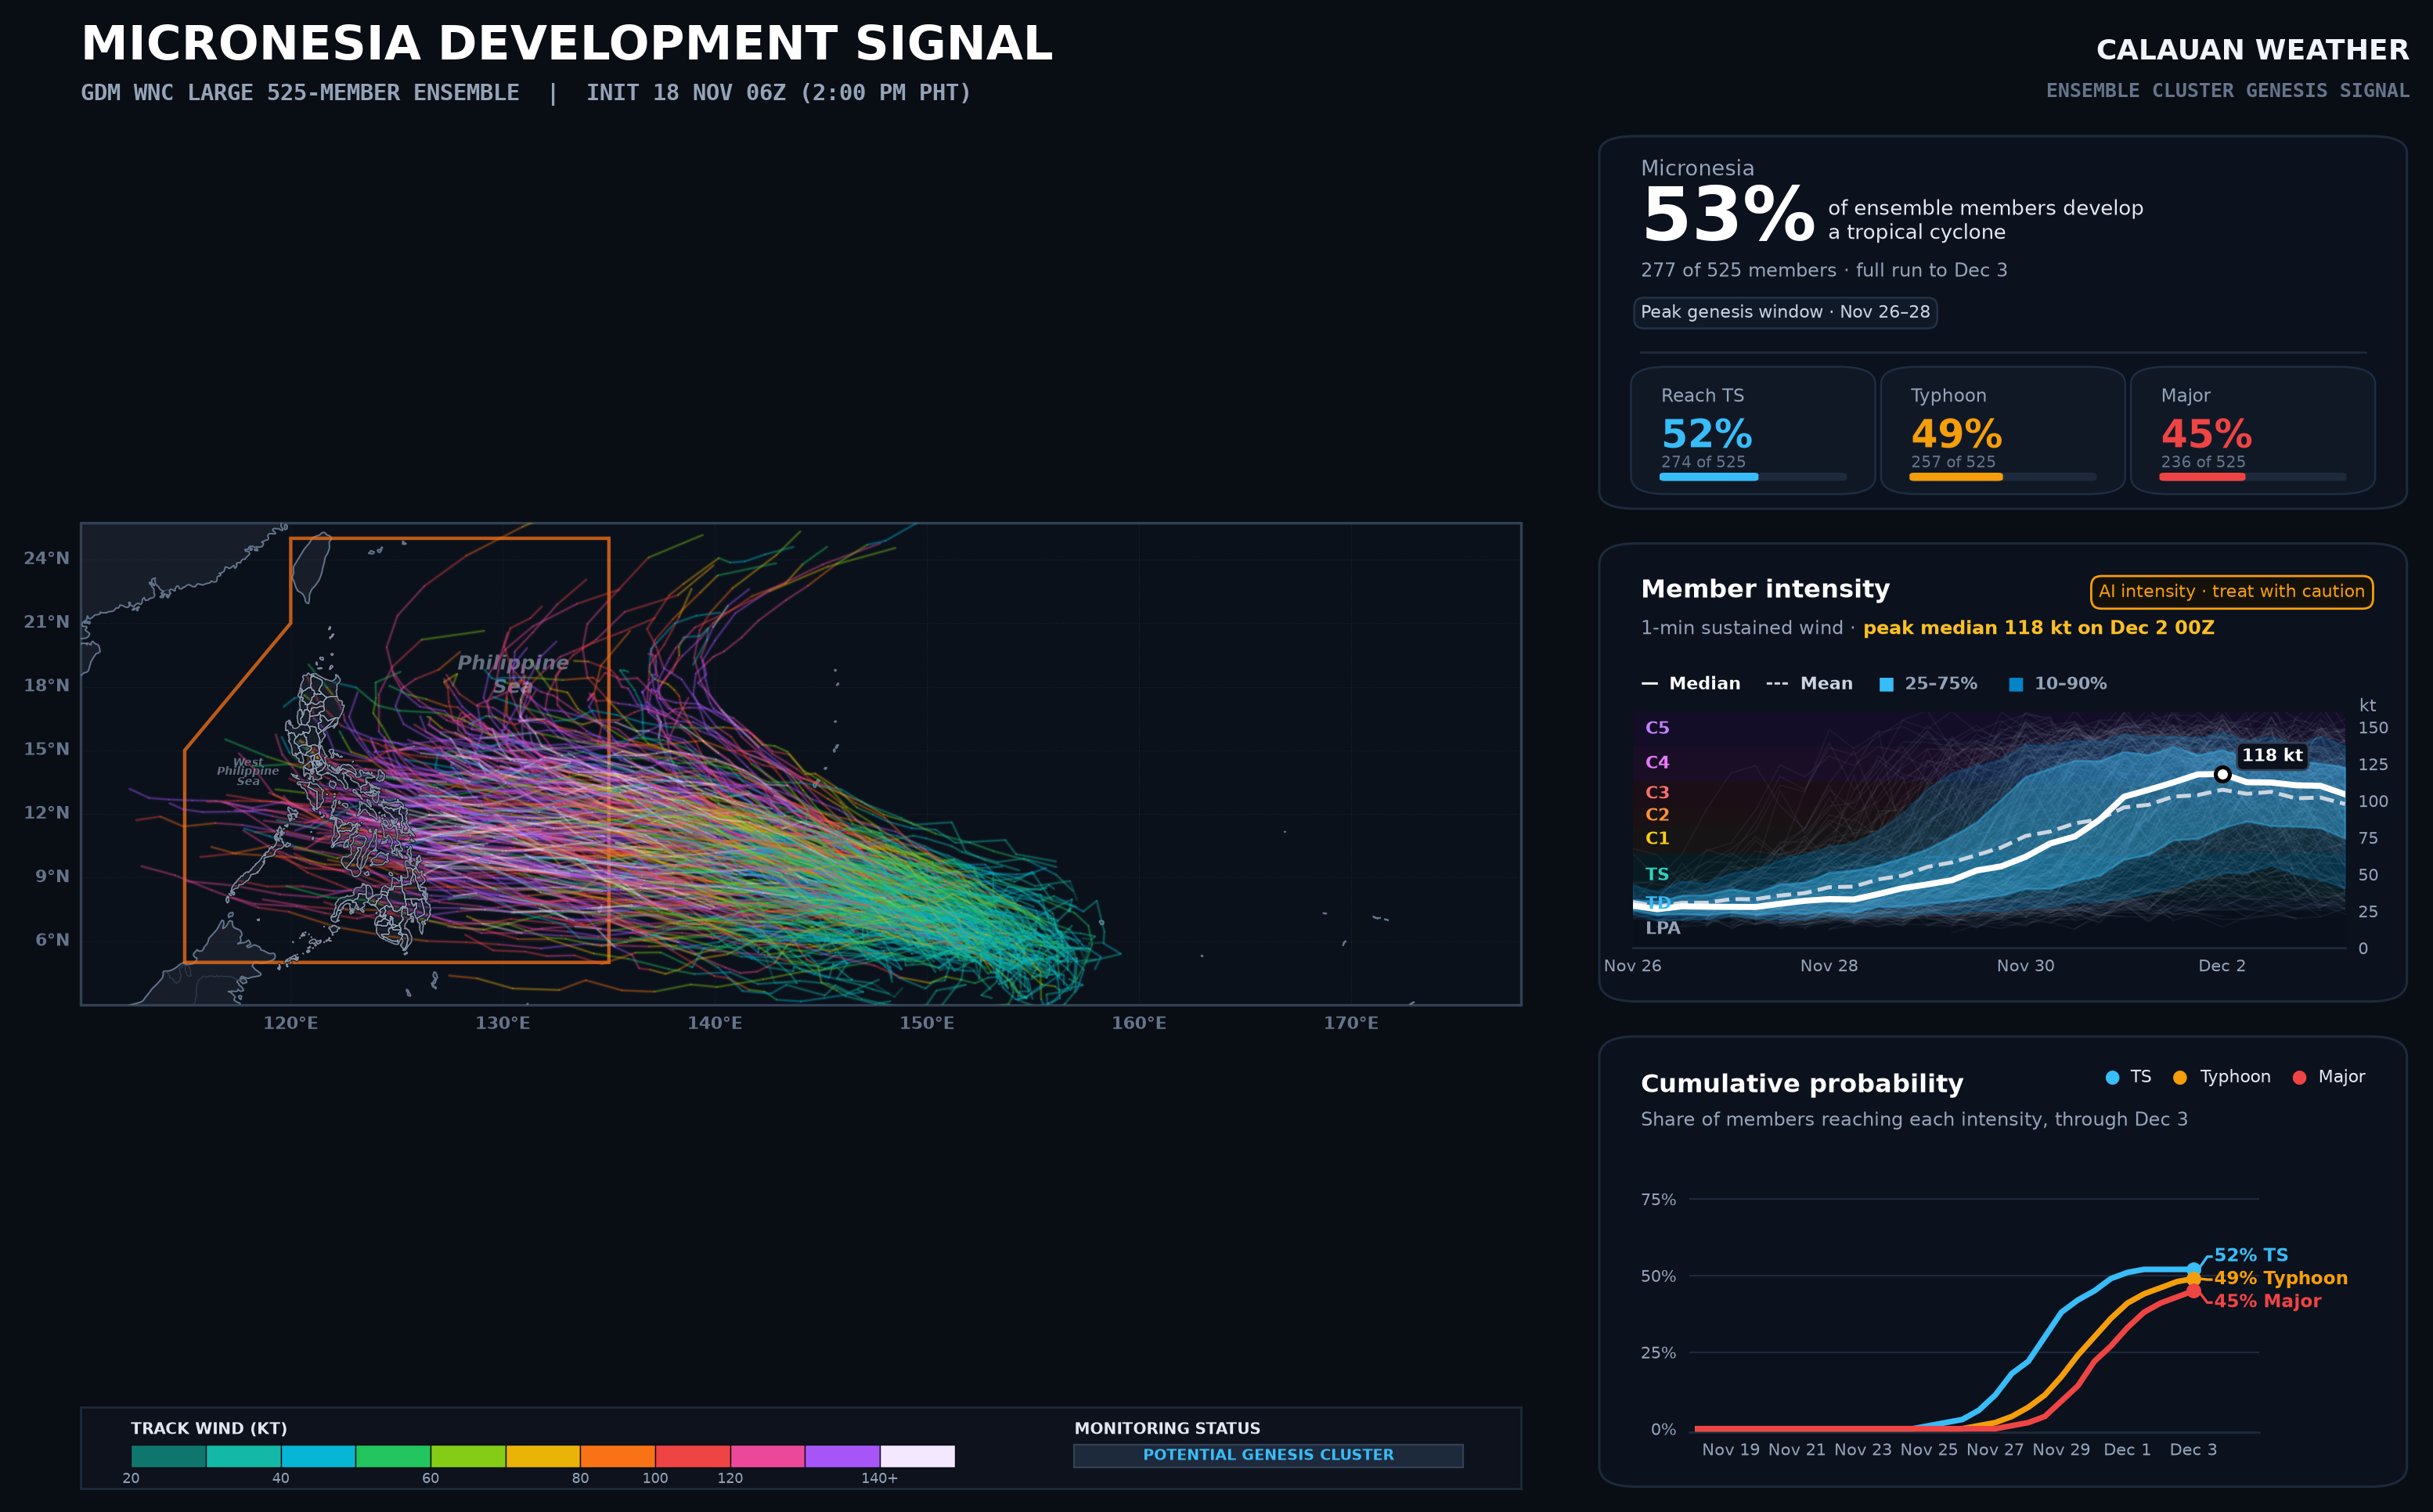 MICRONESIA DEVELOPMENT SIGNAL
GDM WNC LARGE 525-MEMBER ENSEMBLE | INIT 18 NOV 06Z (2:00 PM PHT)
CALAUAN WEATHER
ENSEMBLE CLUSTER GENESIS SIGNAL
Micronesia
53% of ensemble members develop
a tropical cyclone
277 of 525 members · full run to Dec 3
Peak genesis window · Nov 26–28
Reach TS
52%
274 of 525
Typhoon
49%
257 of 525
Major
45%
236 of 525
24°N
21°N
18°N
15°N
12°N
9°N
6°N
Philippine
Sea
West
Philippine
Sea
120°E 130°E 140°E 150°E 160°E 170°E
Member intensity
AI intensity · treat with caution
1-min sustained wind · peak median 118 kt on Dec 2 00Z
Median Mean 25–75% 10–90%
kt
C5
C4
C3
C2
C1
TS
TD
LPA
118 kt
150
125
100
75
50
25
0
Nov 26 Nov 28 Nov 30 Dec 2
Cumulative probability
TS Typhoon Major
Share of members reaching each intensity, through Dec 3
75%
50%
25%
0%
52% TS
49% Typhoon
45% Major
Nov 19 Nov 21 Nov 23 Nov 25 Nov 27 Nov 29 Dec 1 Dec 3
TRACK WIND (KT)
20 40 60 80 100 120 140+
MONITORING STATUS
POTENTIAL GENESIS CLUSTER